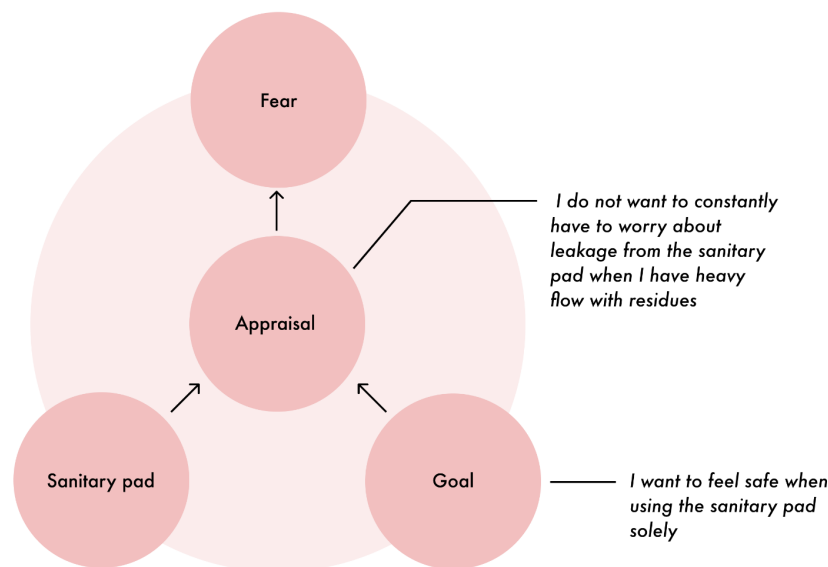 Fear
I do not want to constantly
have to worry about
leakage from the sanitary
pad when I have heavy
flow with residues
Appraisal
Sanitary pad
Goal
I want to feel safe when
using the sanitary pad
solely